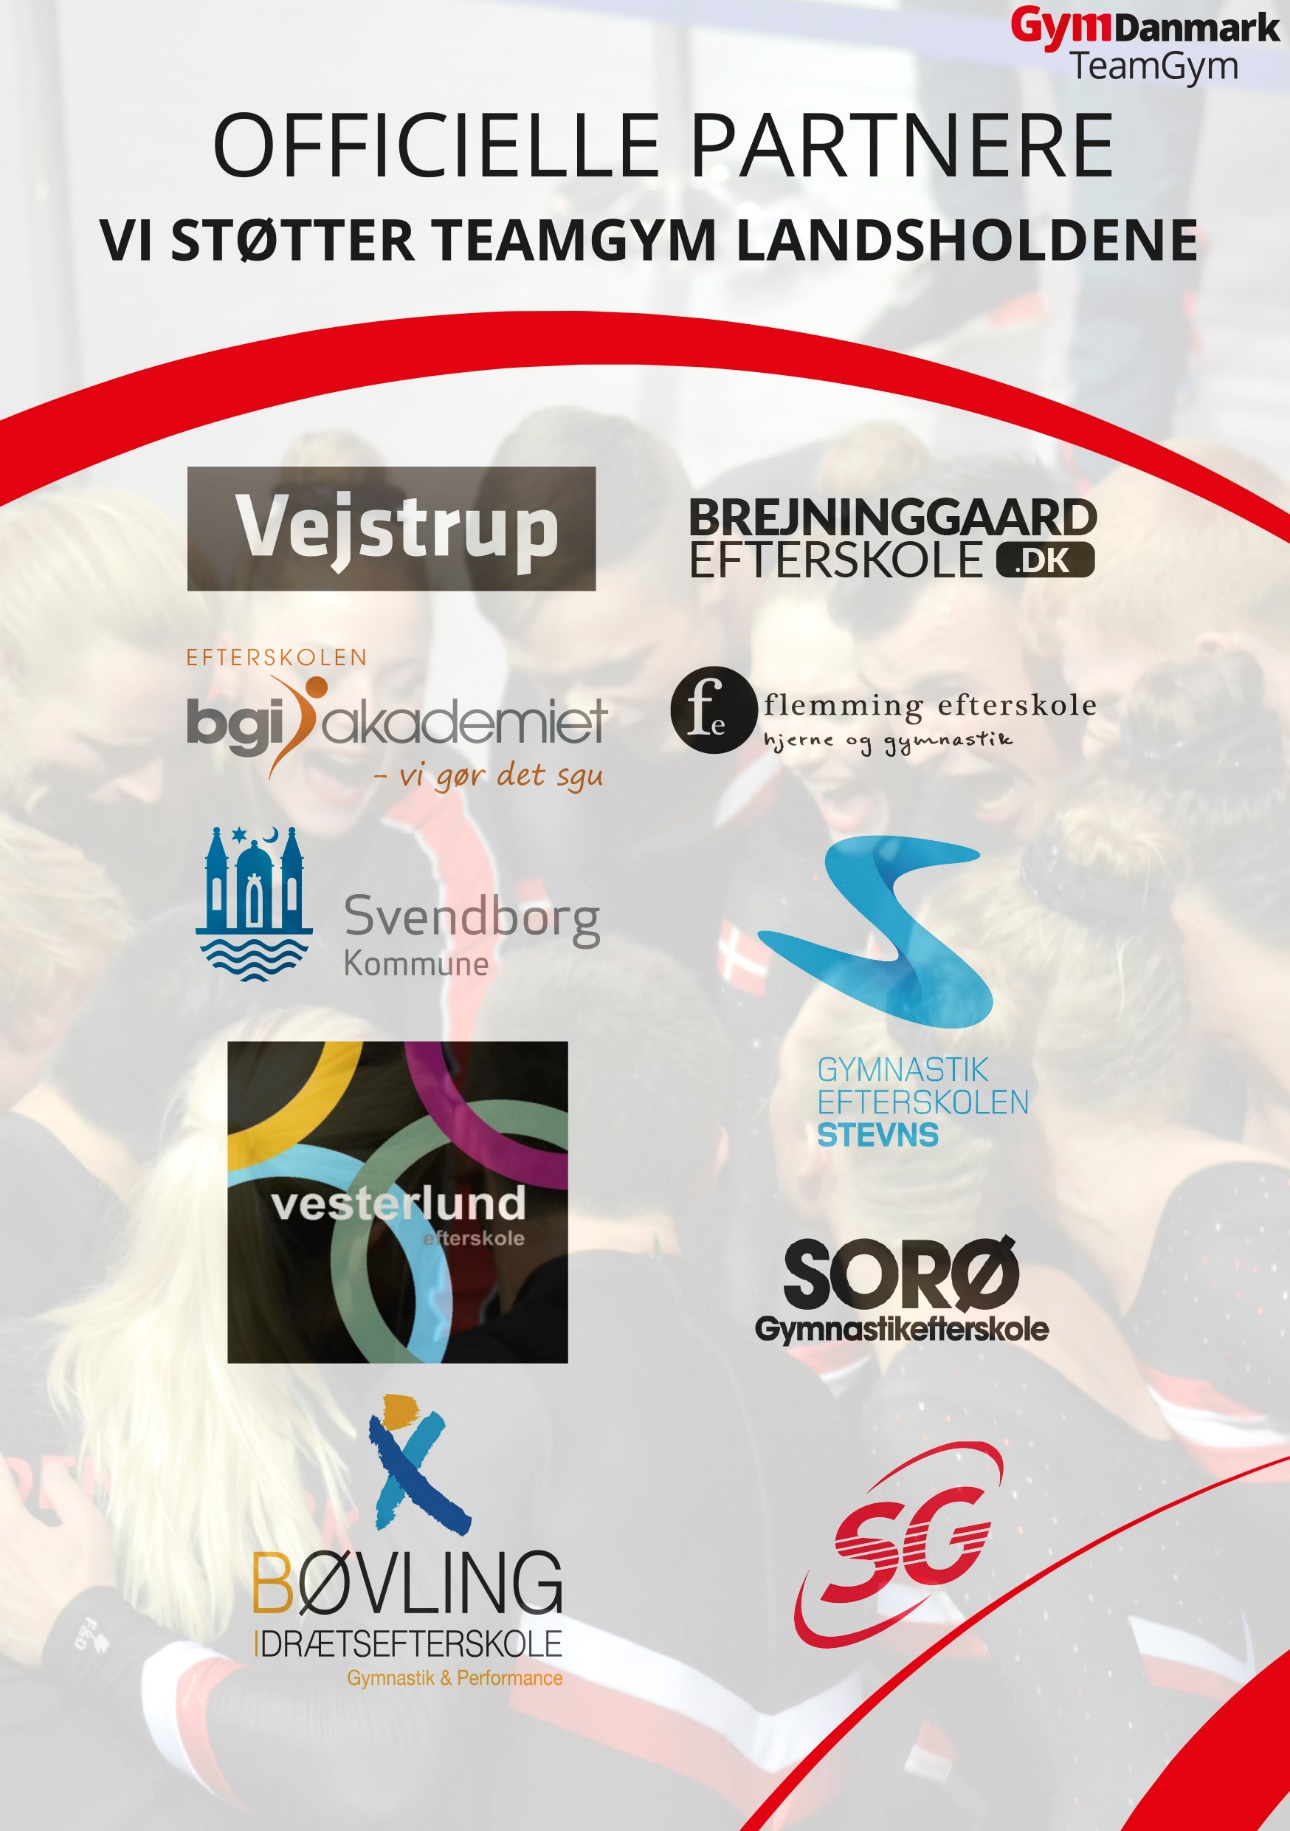 GymDanmark
TeamGym
OFFICIELLE PARTNERE
VI STØTTER TEAMGYM LANDSHOLDENE
Vejstrup
BREJNINGGAARD
EFTERSKOLE .DK
EFTERSKOLEN
bgi akademiet
- vi gør det sgu
fe flemming efterskole
hjerne og gymnastik
Svendborg
Kommune
GYMNASTIK
EFTERSKOLEN
STEVNS
vesterlund
efterskole
SORØ
Gymnastikefterskole
BØVLING
IDRÆTSEFTERSKOLE
Gymnastik & Performance
SG